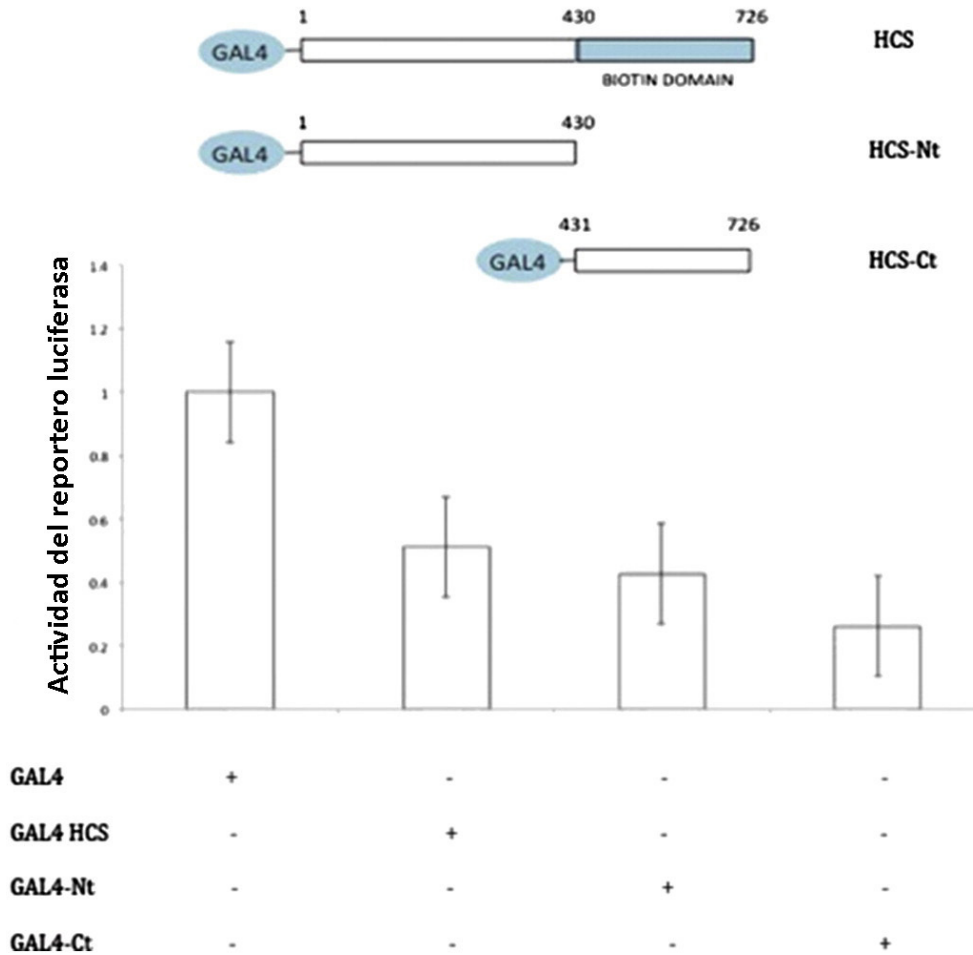 1 430 726
GAL4 HCS
BIOTIN DOMAIN
1 430
GAL4 HCS-Nt
431 726
GAL4 HCS-Ct
Actividad del reportero luciferasa
1.4
1.2
1
0.8
0.6
0.4
0.2
0
GAL4 + - - -
GAL4 HCS - + - -
GAL4-Nt - - + -
GAL4-Ct - - - +